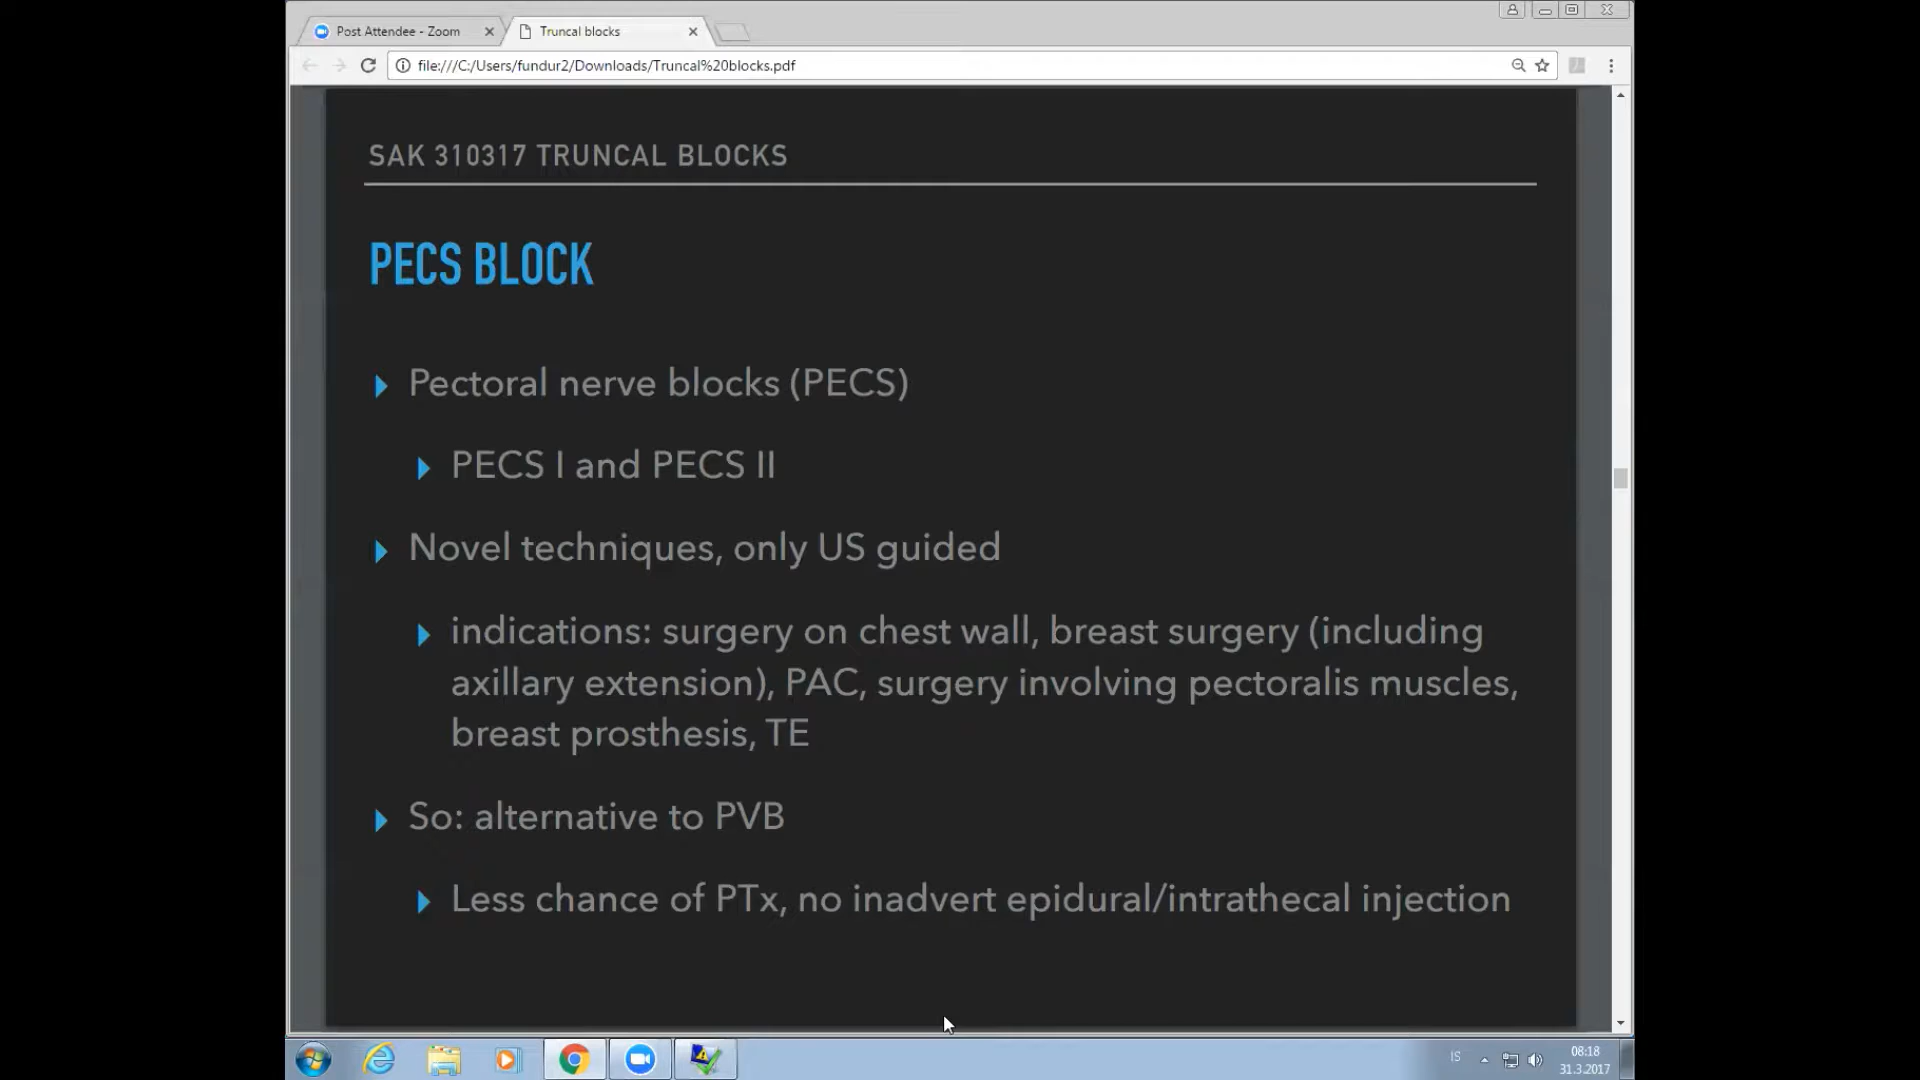 Post Attendee - Zoom
Truncal blocks
file:///C:/Users/fundur2/Downloads/Truncal%20blocks.pdf
SAK 310317 TRUNCAL BLOCKS
PECS BLOCK
Pectoral nerve blocks (PECS)
PECS I and PECS II
Novel techniques, only US guided
indications: surgery on chest wall, breast surgery (including
axillary extension), PAC, surgery involving pectoralis muscles,
breast prosthesis, TE
So: alternative to PVB
Less chance of PTx, no inadvert epidural/intrathecal injection
IS
08:18
31.3.2017